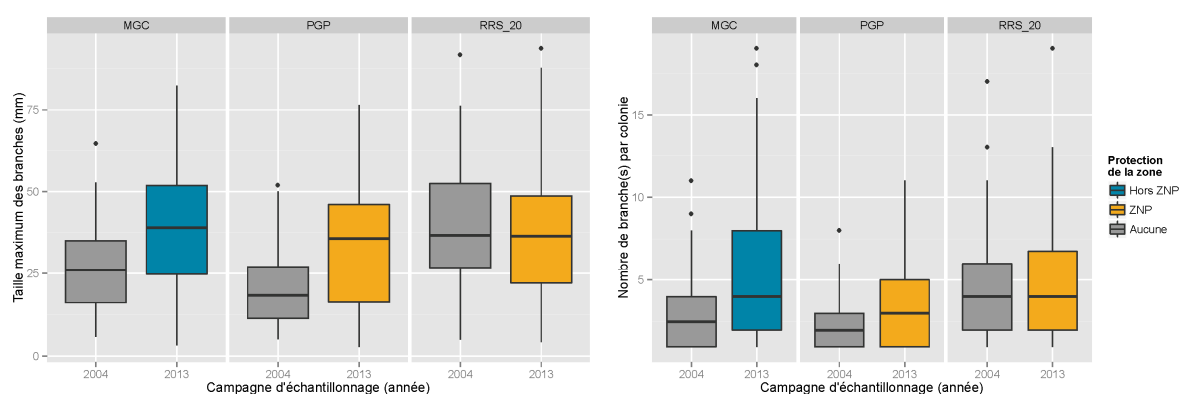 MGC
PGP
RRS_20
Taille maximum des branches (mm)
75
50
25
0
2004
2013
2004
2013
2004
2013
Campagne d'échantillonnage (année)
MGC
PGP
RRS_20
Nombre de branche(s) par colonie
15
10
5
2004
2013
2004
2013
2004
2013
Campagne d'échantillonnage (année)
Protection
de la zone
Hors ZNP
ZNP
Aucune